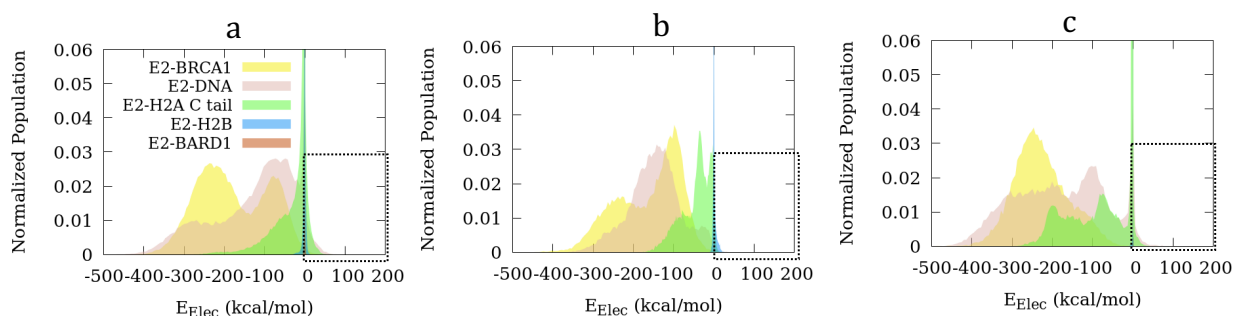 a
Normalized Population
0.06
0.05
0.04
0.03
0.02
0.01
0
E2-BRCA1
E2-DNA
E2-H2A C tail
E2-H2B
E2-BARD1
-500-400-300-200-100 0 100 200
E_Elec (kcal/mol)
b
Normalized Population
0.06
0.05
0.04
0.03
0.02
0.01
0
-500-400-300-200-100 0 100 200
E_Elec (kcal/mol)
c
Normalized Population
0.06
0.05
0.04
0.03
0.02
0.01
0
-500-400-300-200-100 0 100 200
E_Elec (kcal/mol)